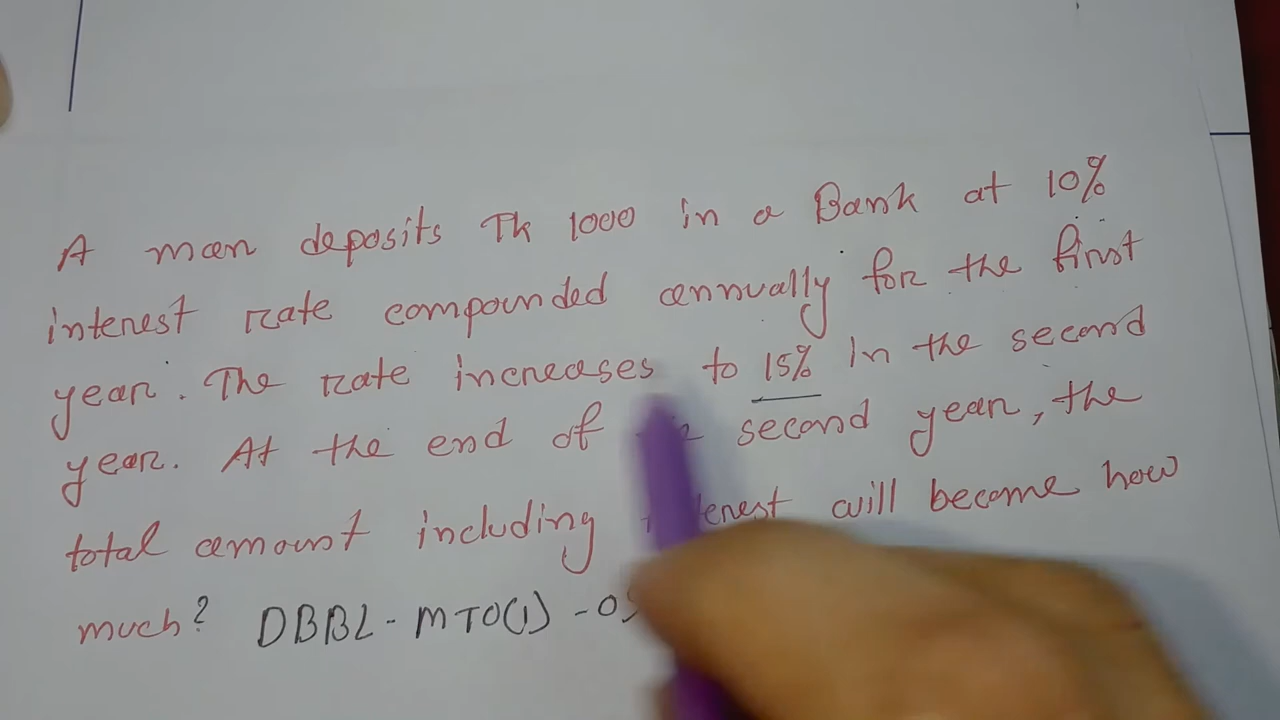 A man deposits Tk 1000 in a Bank at 10%
interest rate compounded annually for the first
year. The rate increases to 15% in the second
year. At the end of second year, the
total amount including will become how
much? DBBL - MTO(1) -